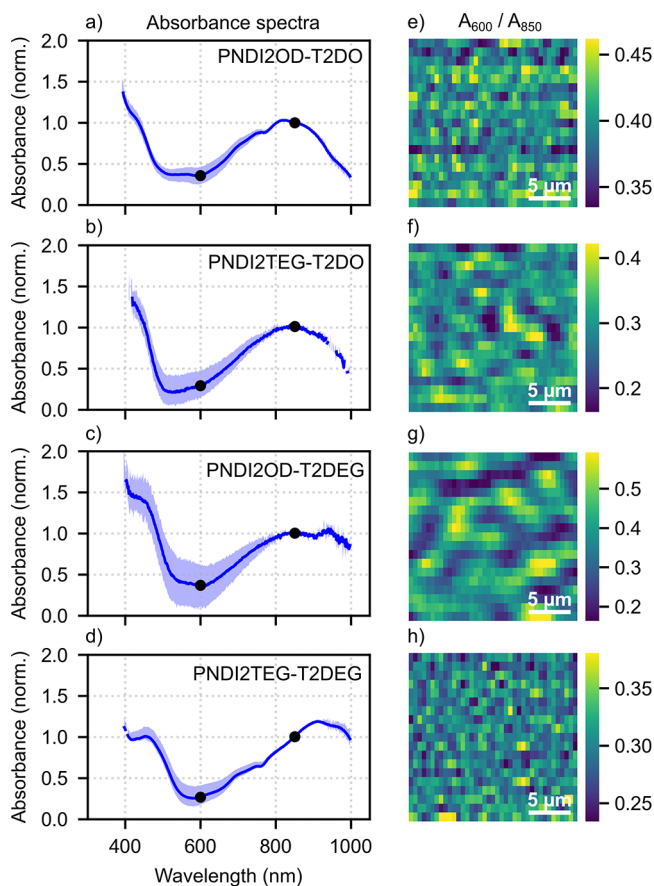 a) Absorbance spectra
e) A600 / A850
PNDI2OD-T2DO
Absorbance (norm.)
2.0
1.5
1.0
0.5
0.0
0.45
0.40
0.35
5 µm
b)
f)
PNDI2TEG-T2DO
Absorbance (norm.)
2.0
1.5
1.0
0.5
0.0
0.4
0.3
0.2
5 µm
c)
g)
PNDI2OD-T2DEG
Absorbance (norm.)
2.0
1.5
1.0
0.5
0.0
0.5
0.4
0.3
0.2
5 µm
d)
h)
PNDI2TEG-T2DEG
Absorbance (norm.)
2.0
1.5
1.0
0.5
0.0
0.35
0.30
0.25
5 µm
400 600 800 1000
Wavelength (nm)